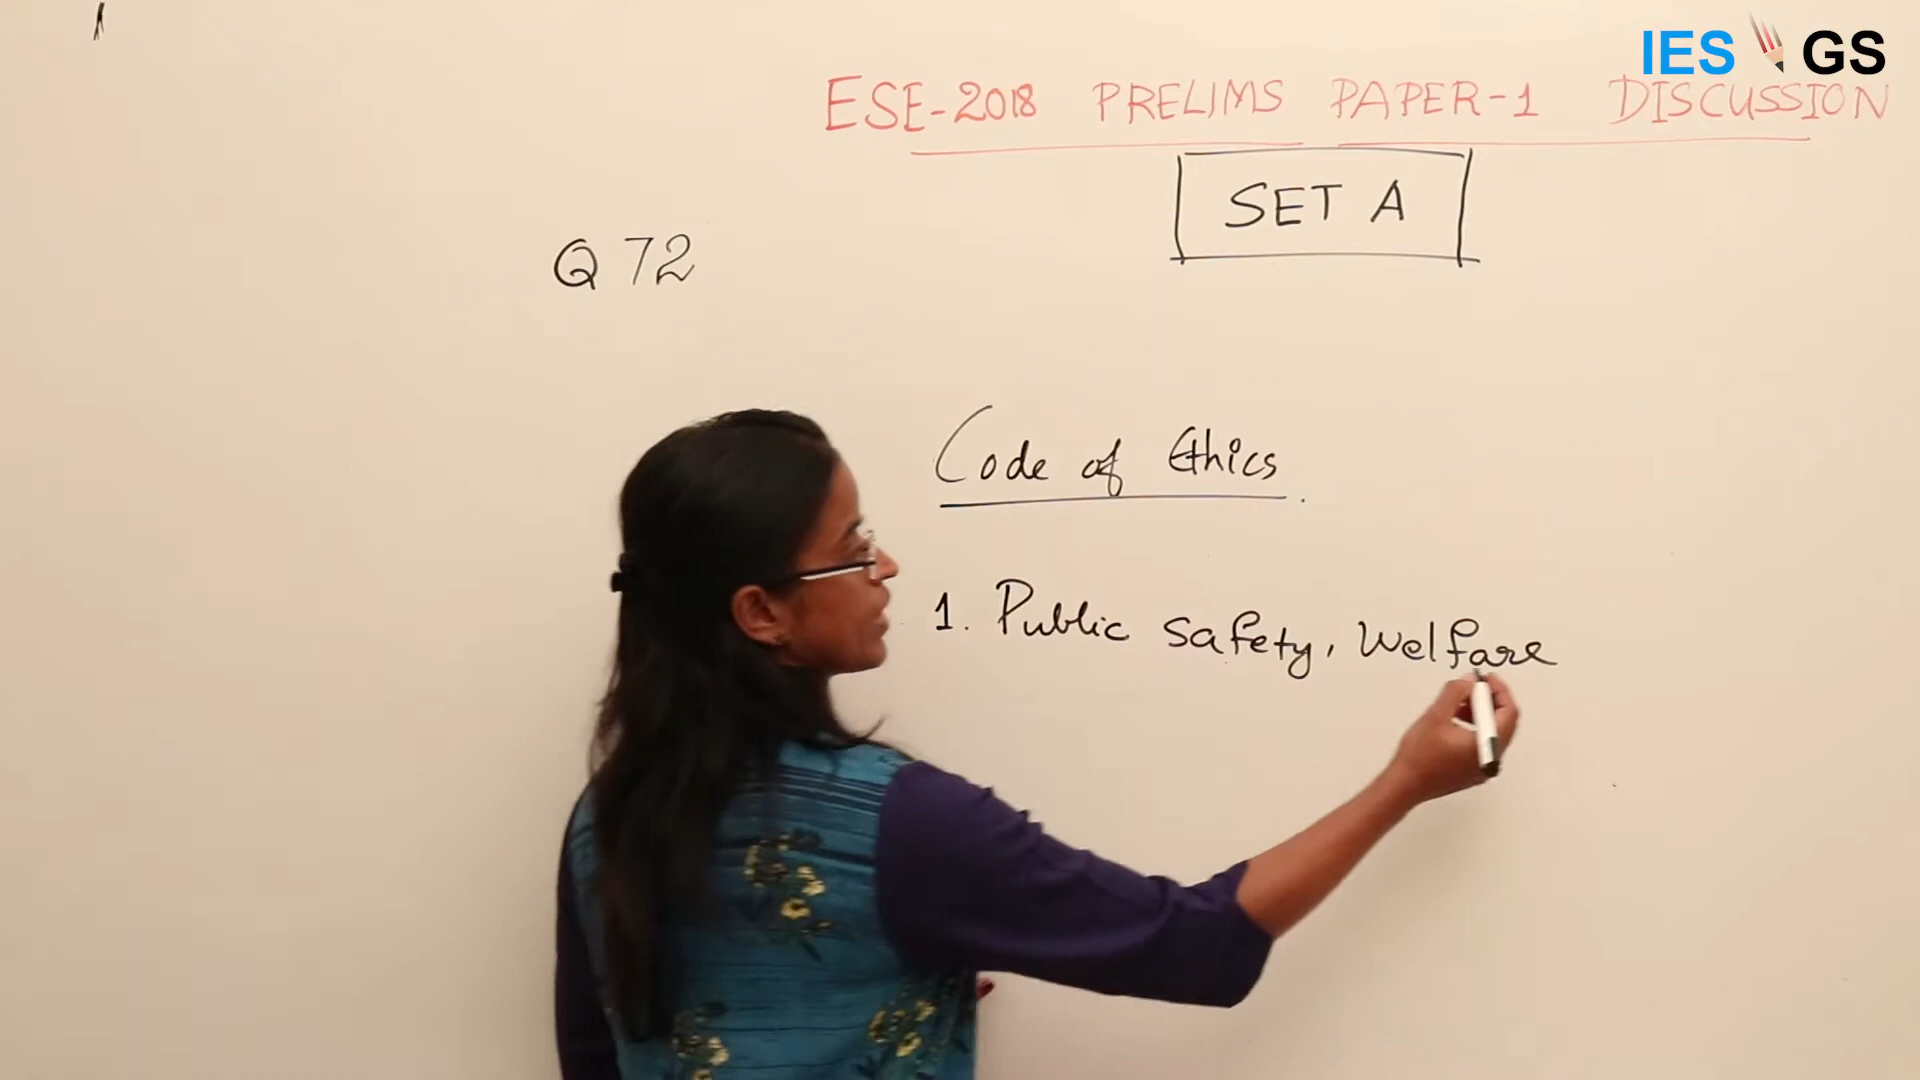 IES GS
ESE-2018 PRELIMS PAPER-1 DISCUSSION
SET A
Q 72
Code of Ethics.
1. Public Safety, Welfare